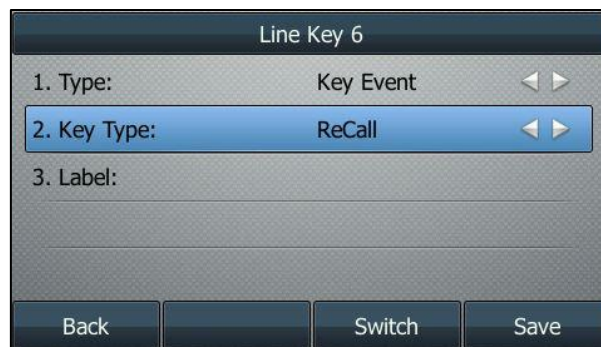 Line Key 6
1. Type: Key Event
2. Key Type: ReCall
3. Label:
Back Switch Save